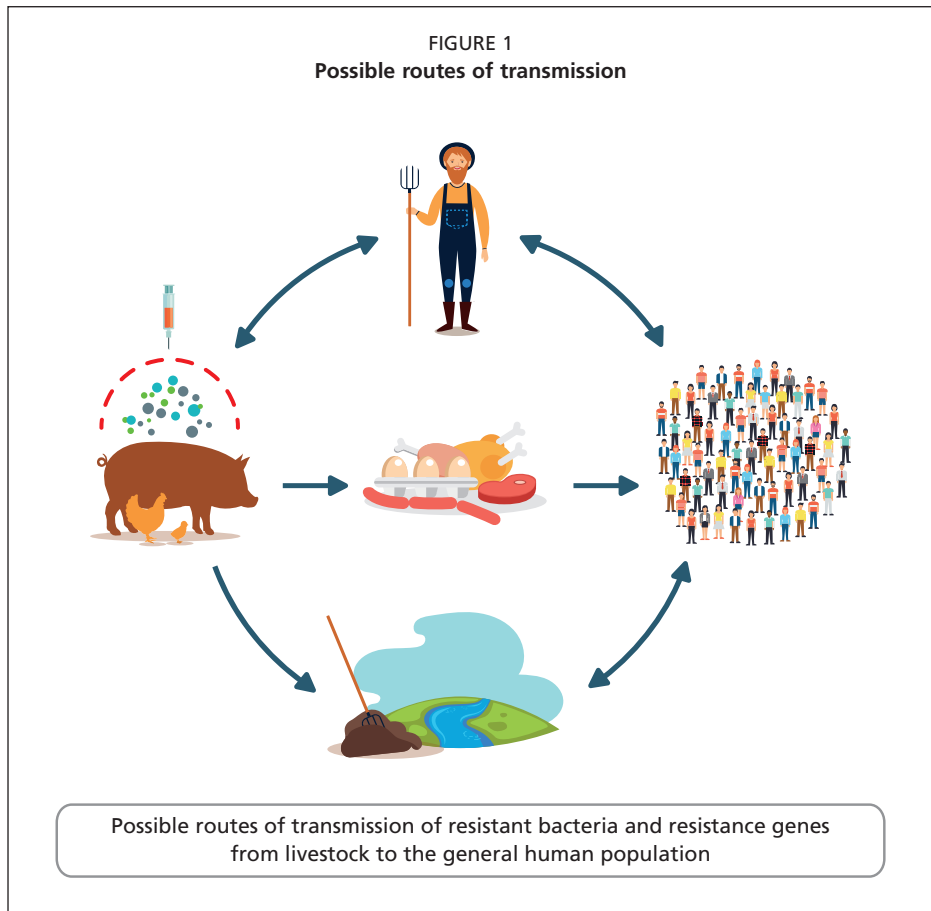 FIGURE 1
Possible routes of transmission
Possible routes of transmission of resistant bacteria and resistance genes
from livestock to the general human population